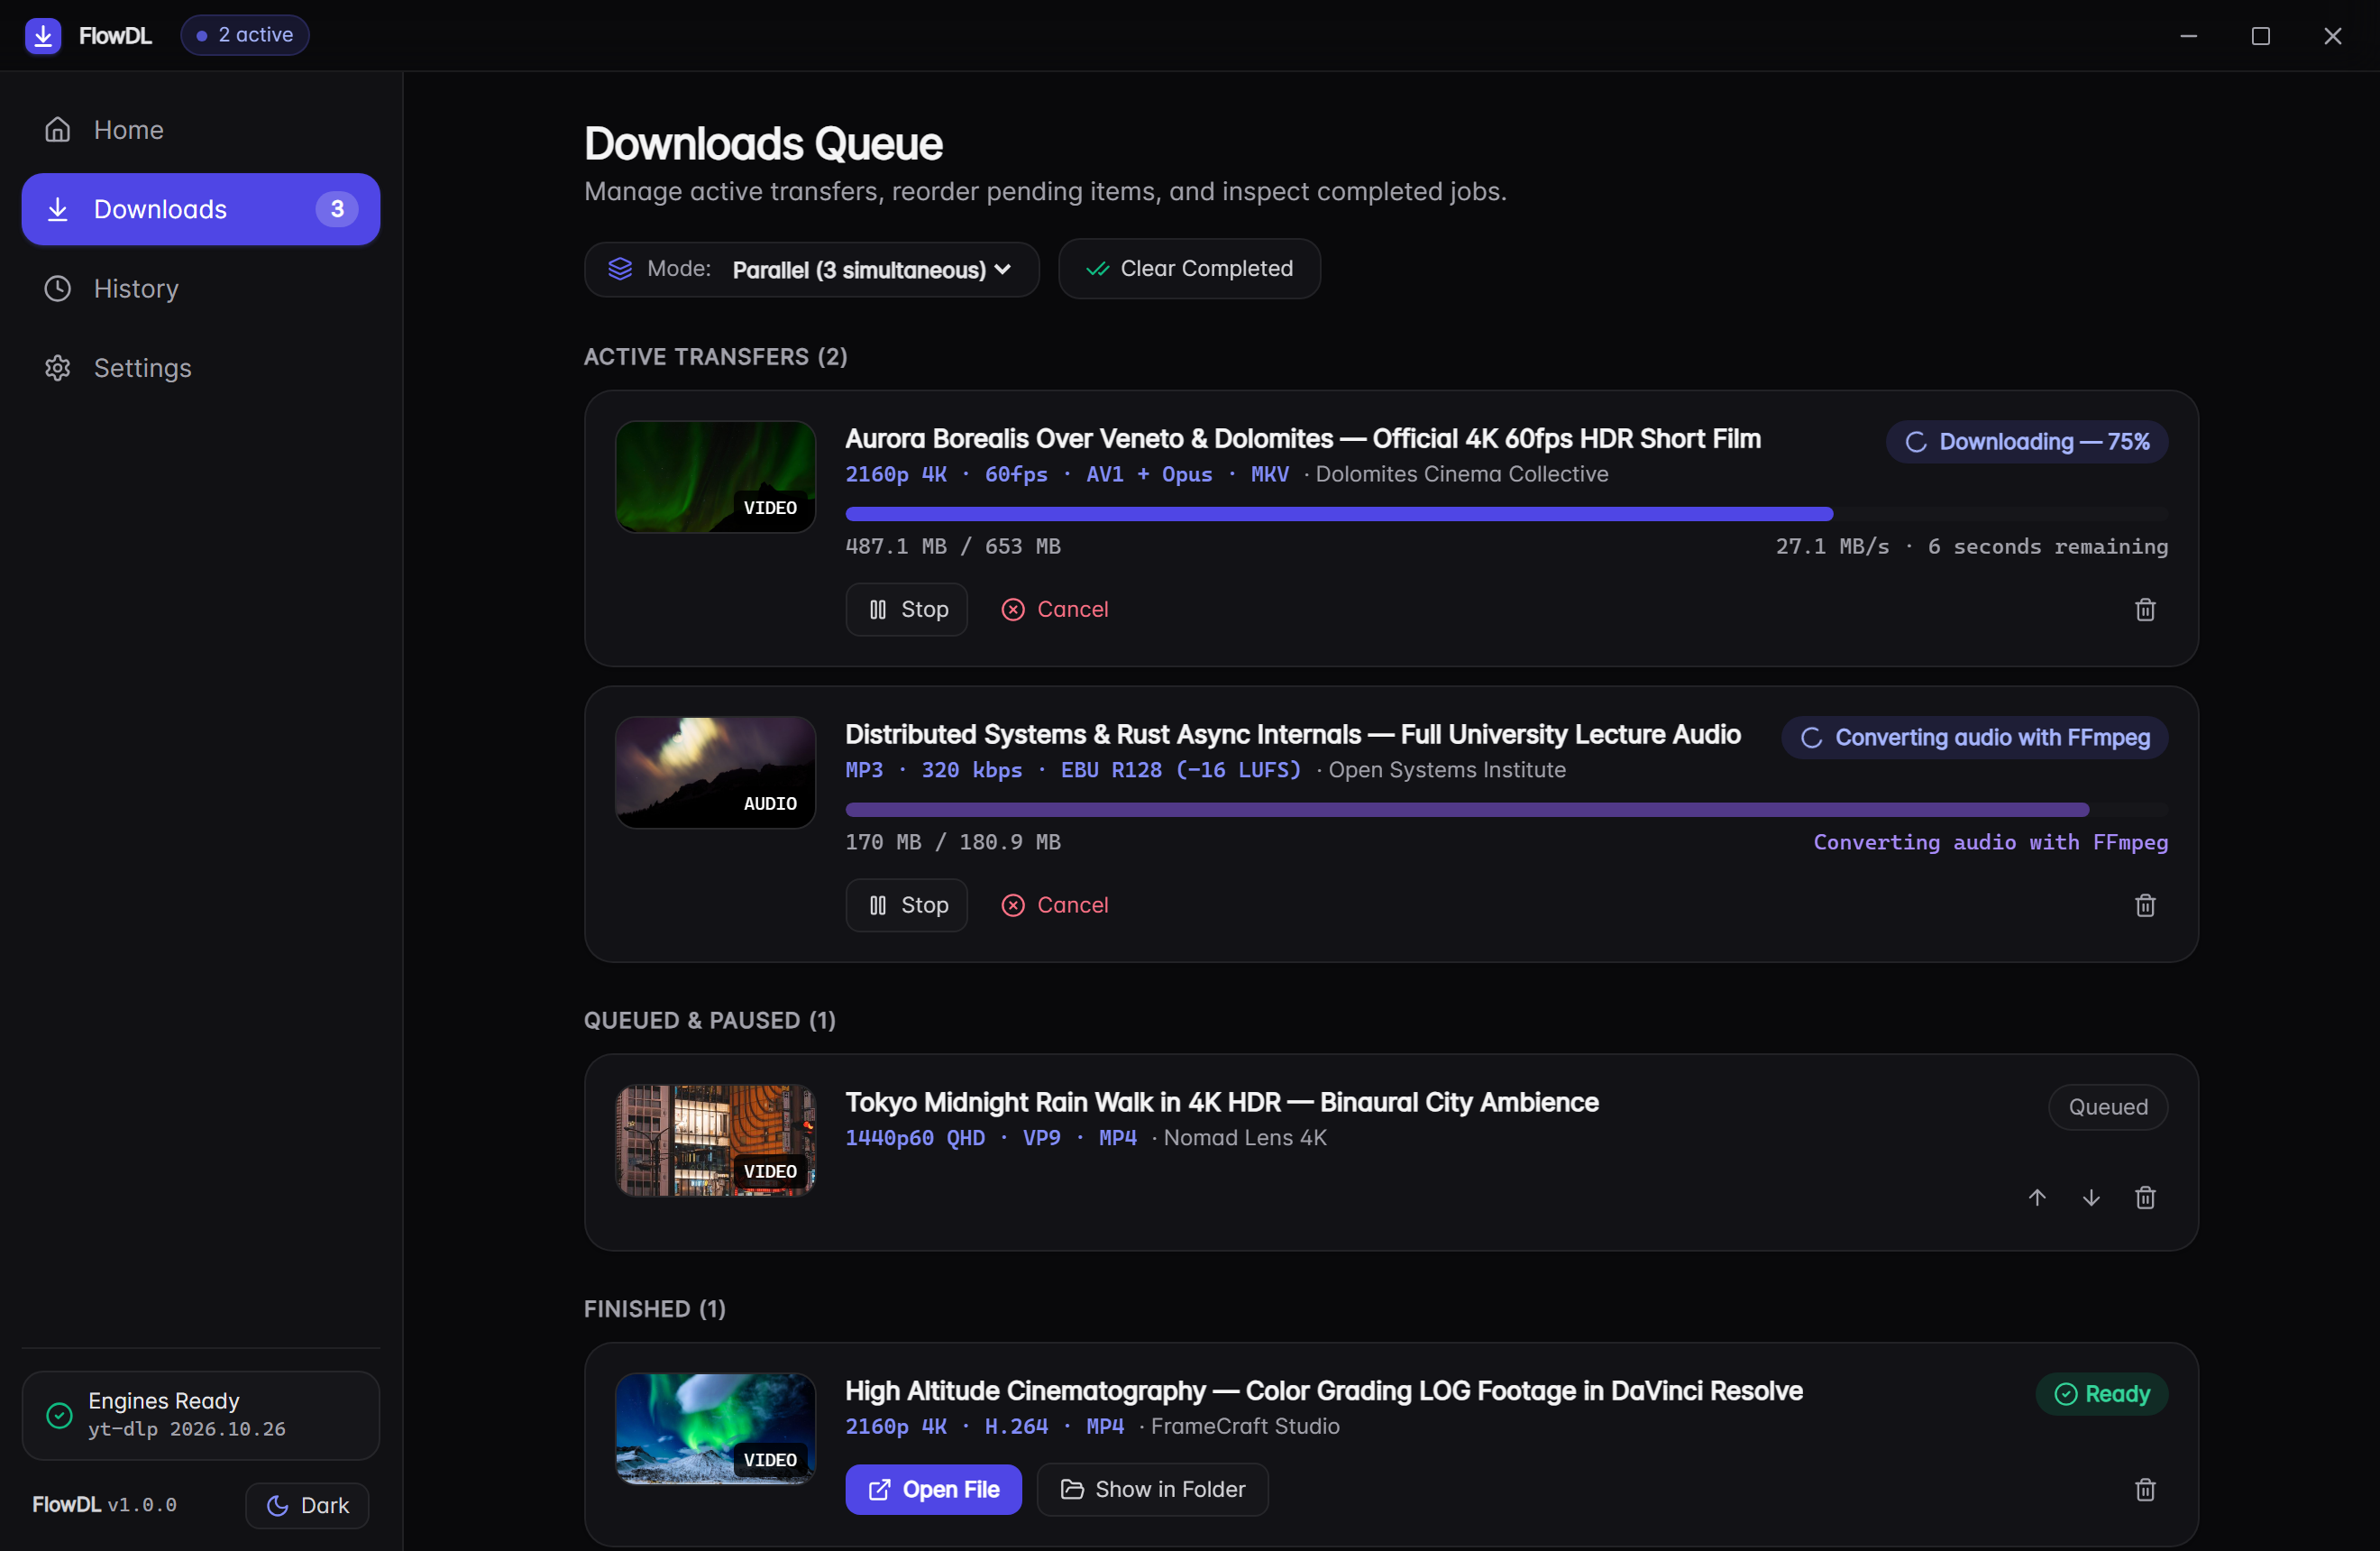 FlowDL
2 active
Home
Downloads 3
History
Settings
Engines Ready
yt-dlp 2026.10.26
FlowDL v1.0.0
Dark
Downloads Queue
Manage active transfers, reorder pending items, and inspect completed jobs.
Mode: Parallel (3 simultaneous)
Clear Completed
ACTIVE TRANSFERS (2)
VIDEO
Aurora Borealis Over Veneto & Dolomites — Official 4K 60fps HDR Short Film
Downloading — 75%
2160p 4K · 60fps · AV1 + Opus · MKV · Dolomites Cinema Collective
487.1 MB / 653 MB
27.1 MB/s · 6 seconds remaining
Stop
Cancel
AUDIO
Distributed Systems & Rust Async Internals — Full University Lecture Audio
Converting audio with FFmpeg
MP3 · 320 kbps · EBU R128 (-16 LUFS) · Open Systems Institute
170 MB / 180.9 MB
Converting audio with FFmpeg
Stop
Cancel
QUEUED & PAUSED (1)
VIDEO
Tokyo Midnight Rain Walk in 4K HDR — Binaural City Ambience
Queued
1440p60 QHD · VP9 · MP4 · Nomad Lens 4K
FINISHED (1)
VIDEO
High Altitude Cinematography — Color Grading LOG Footage in DaVinci Resolve
Ready
2160p 4K · H.264 · MP4 · FrameCraft Studio
Open File
Show in Folder